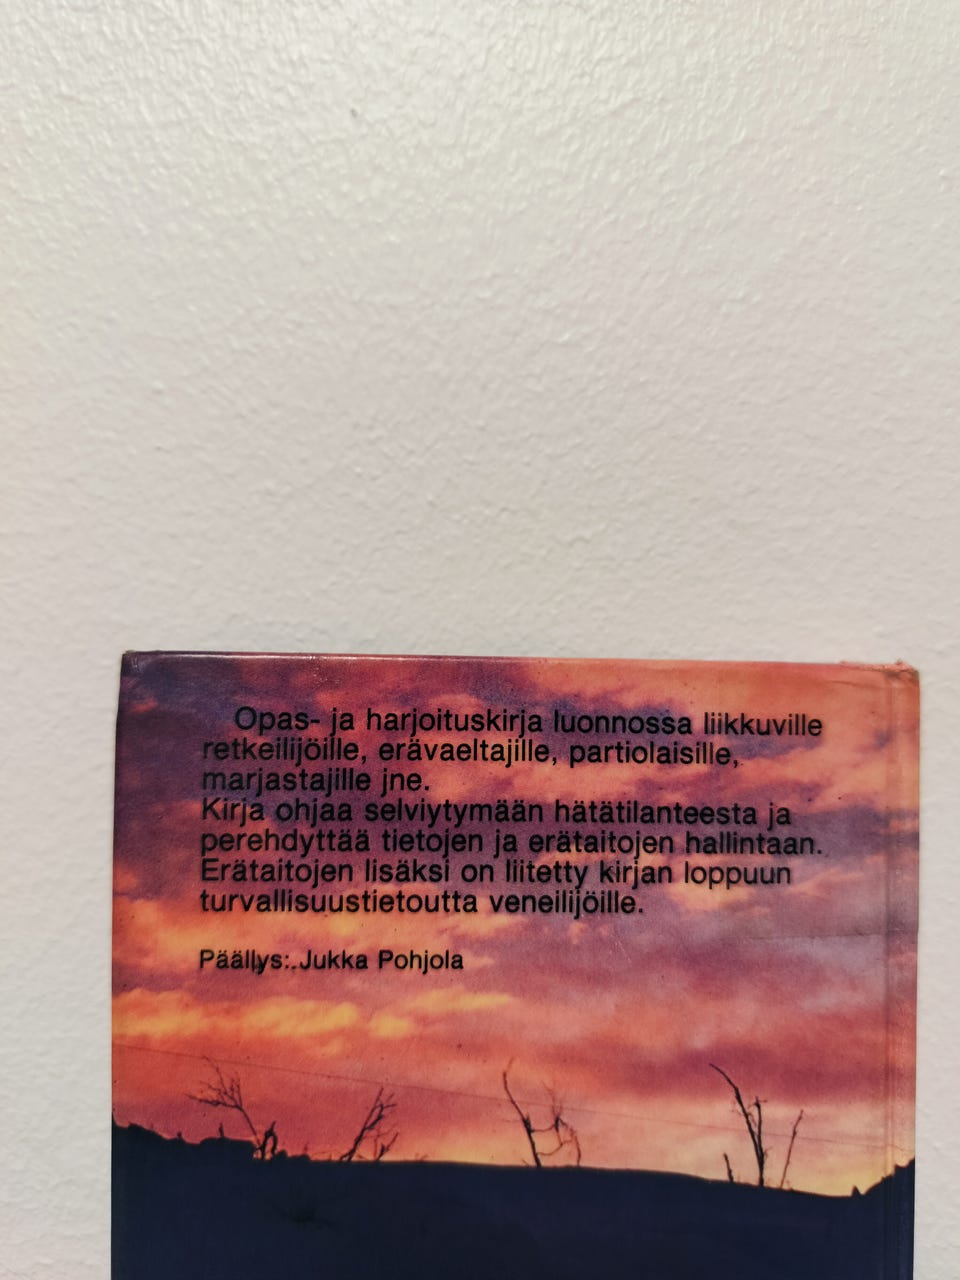 Opas- ja harjoituskirja luonnossa liikkuville
retkeilijöille, erävaeltajille, partiolaisille,
marjastajille jne.
Kirja ohjaa selviytymään hätätilanteesta ja
perehdyttää tietojen ja erätaitojen hallintaan.
Erätaitojen lisäksi on liitetty kirjan loppuun
turvallisuustietoutta veneilijöille.
Päällys: Jukka Pohjola